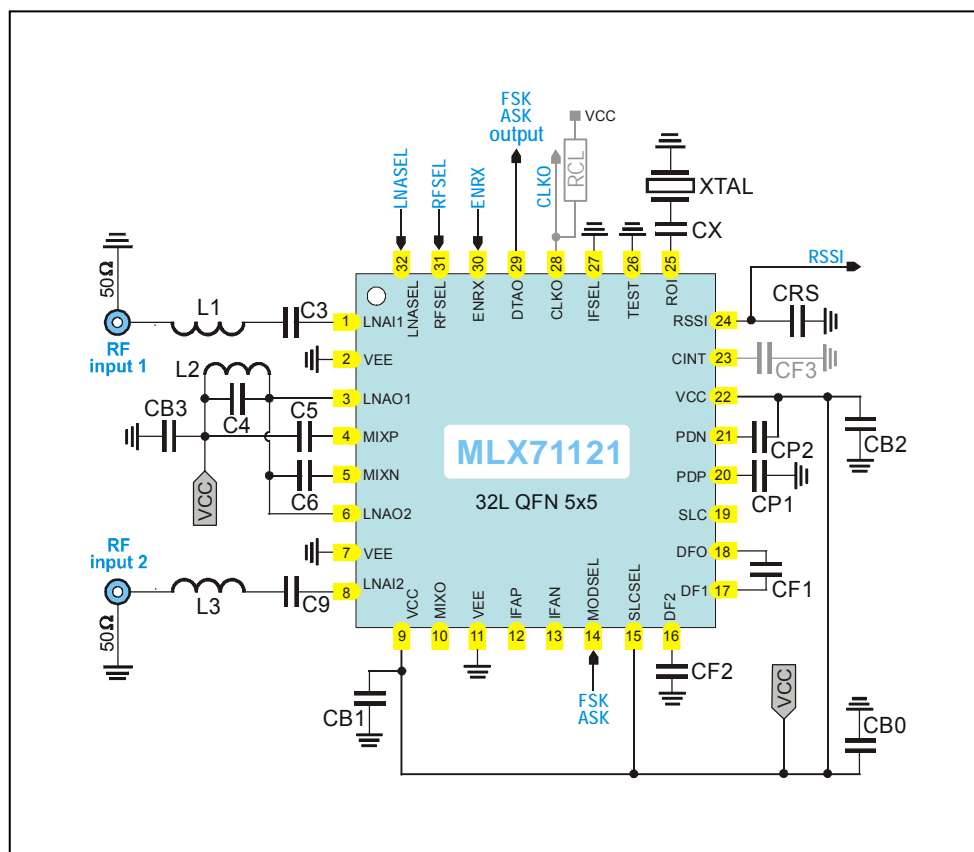 FSK
ASK
output
VCC
LNASEL
RFSEL
ENRX
CLKO
RCL
XTAL
CX
32
31
30
29
28
27
26
25
LNASEL
RFSEL
ENRX
DTAO
CLKO
IFSEL
TEST
ROI
RSSI
50Ω
RF
input 1
L1
C3
1
LNAI1
2
VEE
L2
C4
3
LNAO1
CB3
C5
4
MIXP
5
MIXN
C6
VCC
6
LNAO2
7
VEE
RF
input 2
50Ω
L3
C9
8
LNAI2
MLX71121
32L QFN 5x5
RSSI
24
CRS
CINT
23
CF3
VCC
22
PDN
21
CP2
CB2
PDP
20
CP1
SLC
19
DFO
18
CF1
DF1
17
VCC
MIXO
VEE
IFAP
IFAN
MODSEL
SLCSEL
DF2
9
10
11
12
13
14
15
16
CB1
FSK
ASK
CF2
VCC
CB0